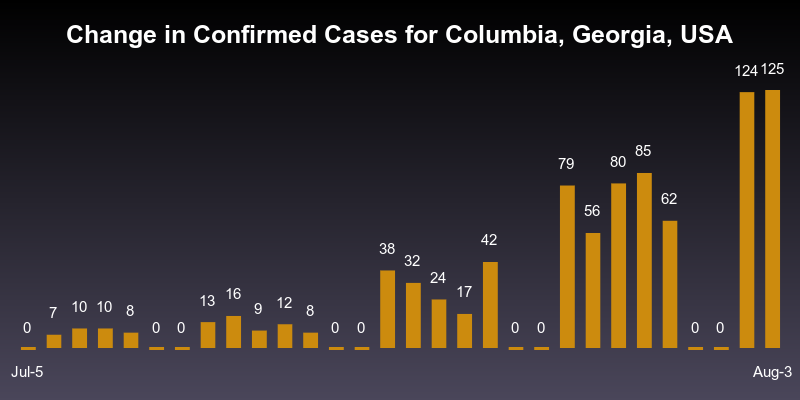 Change in Confirmed Cases for Columbia, Georgia, USA
0 7 10 10 8 0 0 13 16 9 12 8 0 0 38 32 24 17 42 0 0 79 56 80 85 62 0 0 124 125
Jul-5 Aug-3